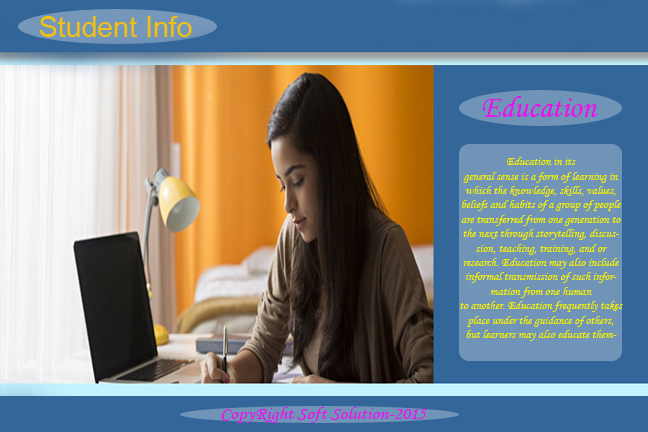 Student Info
Education
Education in its
general sense is a form of learning in
which the knowledge, skills, values,
beliefs and habits of a group of people
are transferred from one generation to
the next through storytelling, discus-
sion, teaching, training, and or
research. Education may also include
informal transmission of such infor-
mation from one human
to another. Education frequently takes
place under the guidance of others,
but learners may also educate them-
CopyRight Soft Solution-2015